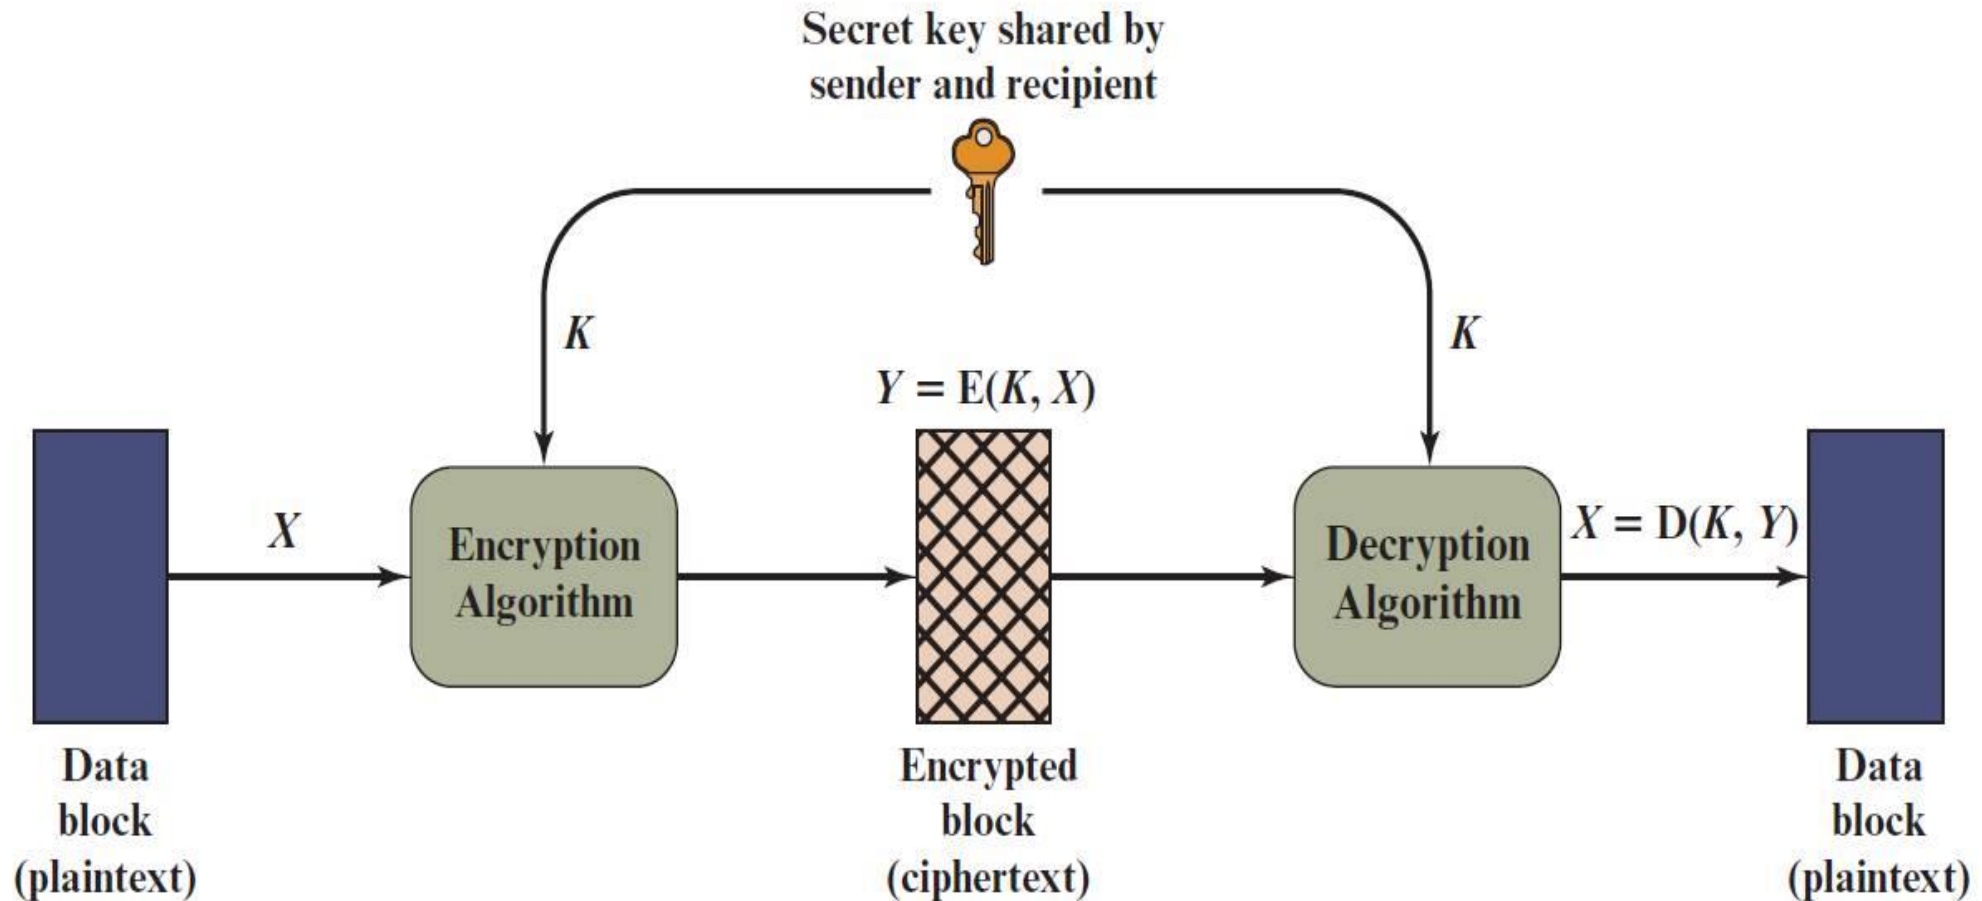 Secret key shared by
sender and recipient
K
K
Y = E(K, X)
X
Encryption
Algorithm
Decryption
Algorithm
X = D(K, Y)
Data
block
(plaintext)
Encrypted
block
(ciphertext)
Data
block
(plaintext)